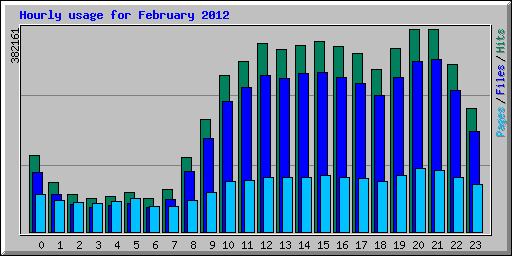 Hourly usage for February 2012
382161
Pages/Files/Hits
0 1 2 3 4 5 6 7 8 9 10 11 12 13 14 15 16 17 18 19 20 21 22 23